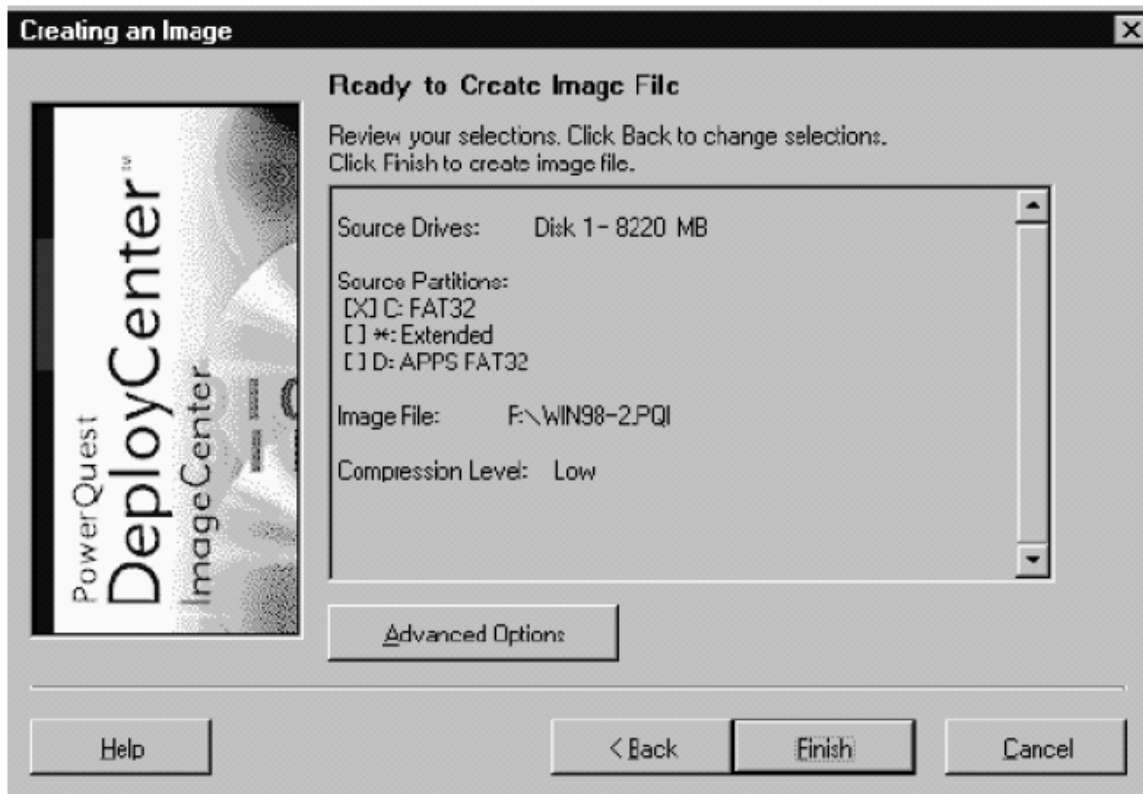 Creating an Image
PowerQuest
DeployCenter™
ImageCenter
Ready to Create Image File
Review your selections. Click Back to change selections.
Click Finish to create image file.
Source Drives: Disk 1 - 8220 MB
Source Partitions:
[X] C: FAT32
[ ] *: Extended
[ ] D: APPS FAT32
Image File: F:\WIN98-2.PQI
Compression Level: Low
Advanced Options
Help
< Back
Finish
Cancel